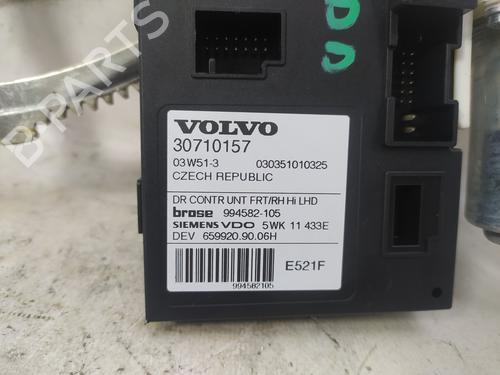 VOLVO
30710157
03W51-3 030351010325
CZECH REPUBLIC
DR CONTR UNT FRT/RH Hi LHD
brose 994582-105
SIEMENS VDO 5WK 11 433E
DEV 659920.90.06H
E521F
994582105
B-PARTS